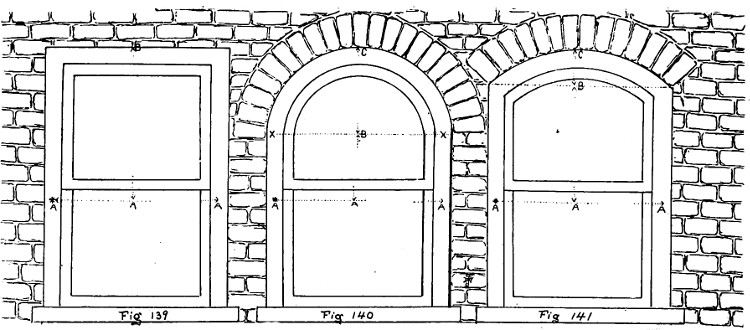 B C C
B
X B X
A A A A A A A A A
Fig 139 Fig 140 Fig 141